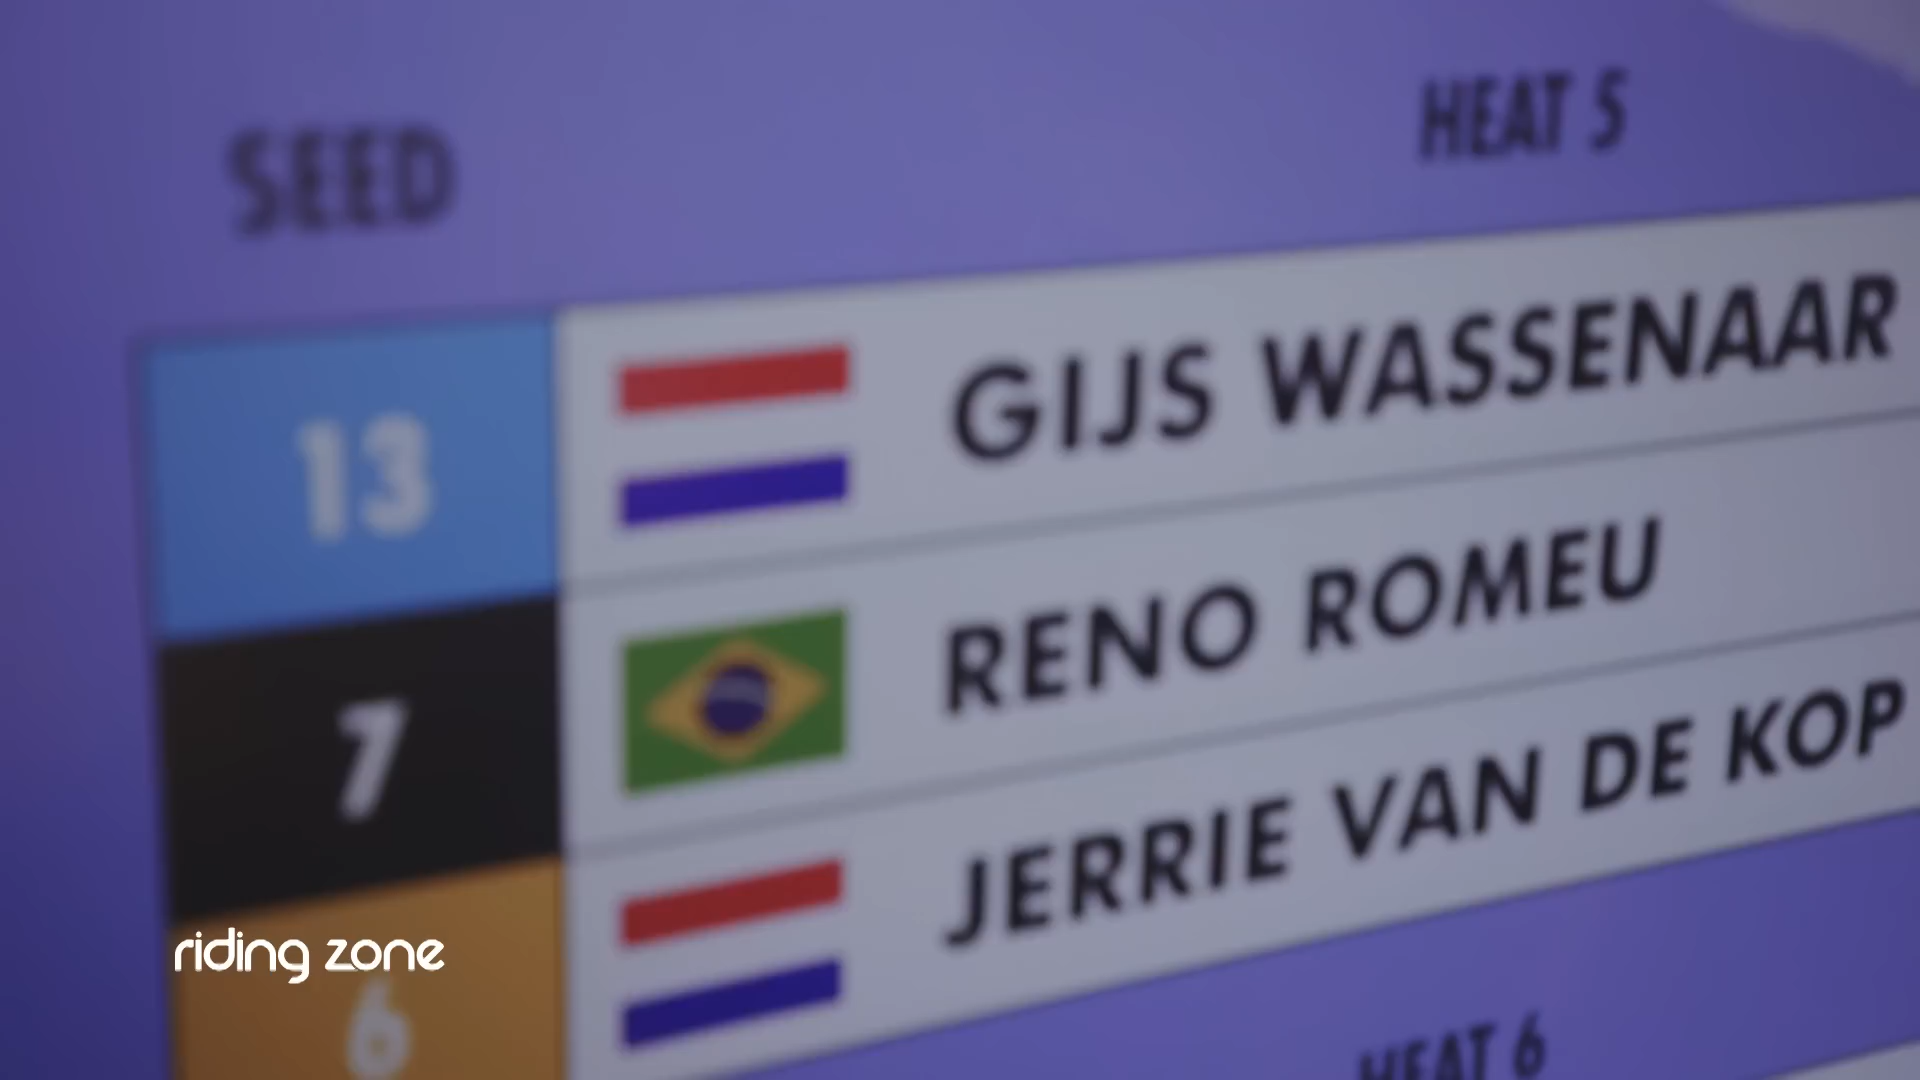 SEED
HEAT 5
13 GIJS WASSENAAR
7 RENO ROMEU
6 JERRIE VAN DE KOP
riding zone
HEAT 6